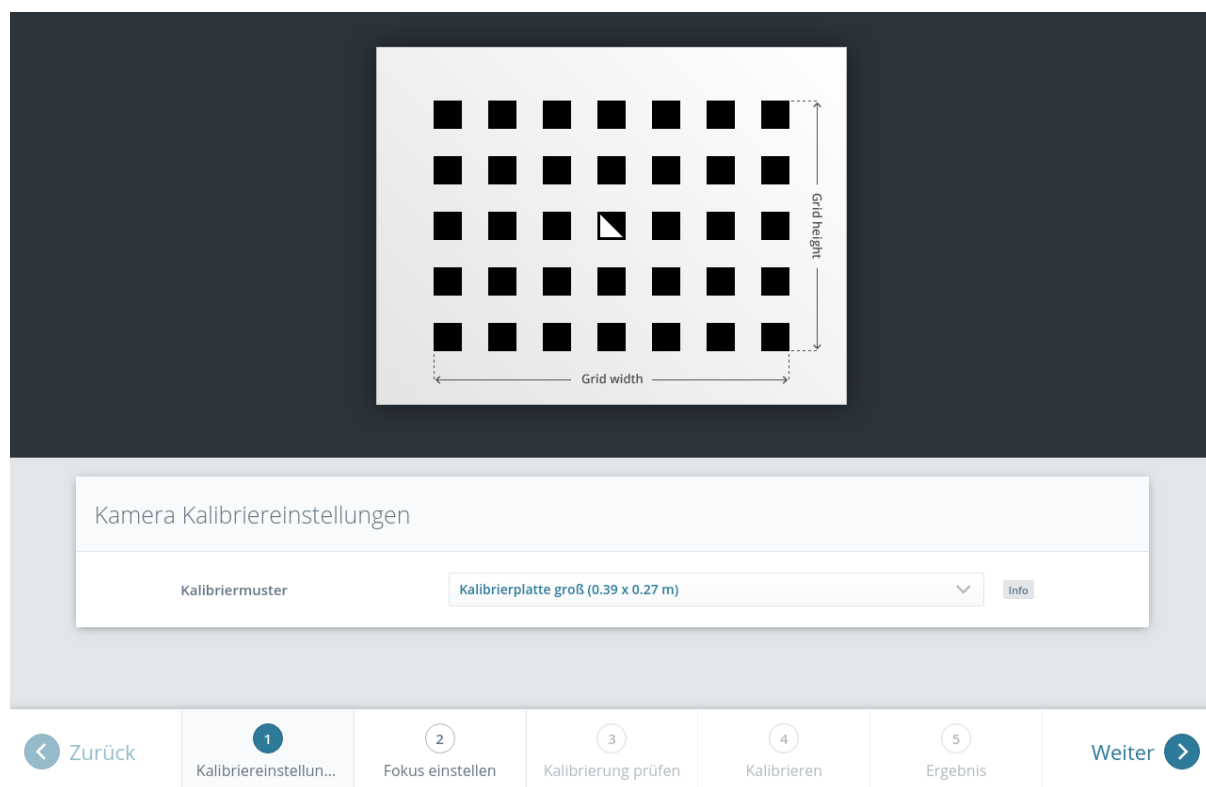 Grid height
Grid width
Kamera Kalibriereinstellungen
Kalibriermuster
Kalibrierplatte groß (0.39 x 0.27 m)
Info
Zurück
1
Kalibriereinstellun...
2
Fokus einstellen
3
Kalibrierung prüfen
4
Kalibrieren
5
Ergebnis
Weiter